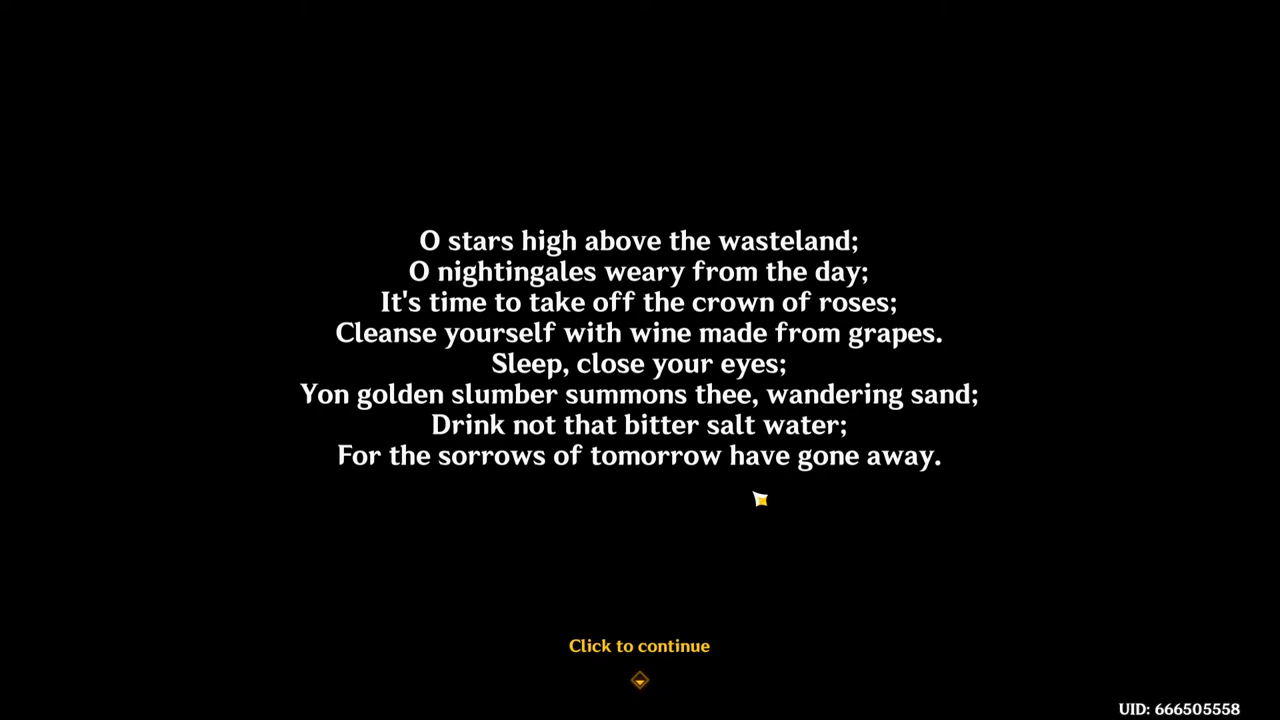 O stars high above the wasteland;
O nightingales weary from the day;
It's time to take off the crown of roses;
Cleanse yourself with wine made from grapes.
Sleep, close your eyes;
Yon golden slumber summons thee, wandering sand;
Drink not that bitter salt water;
For the sorrows of tomorrow have gone away.
Click to continue
UID: 666505558